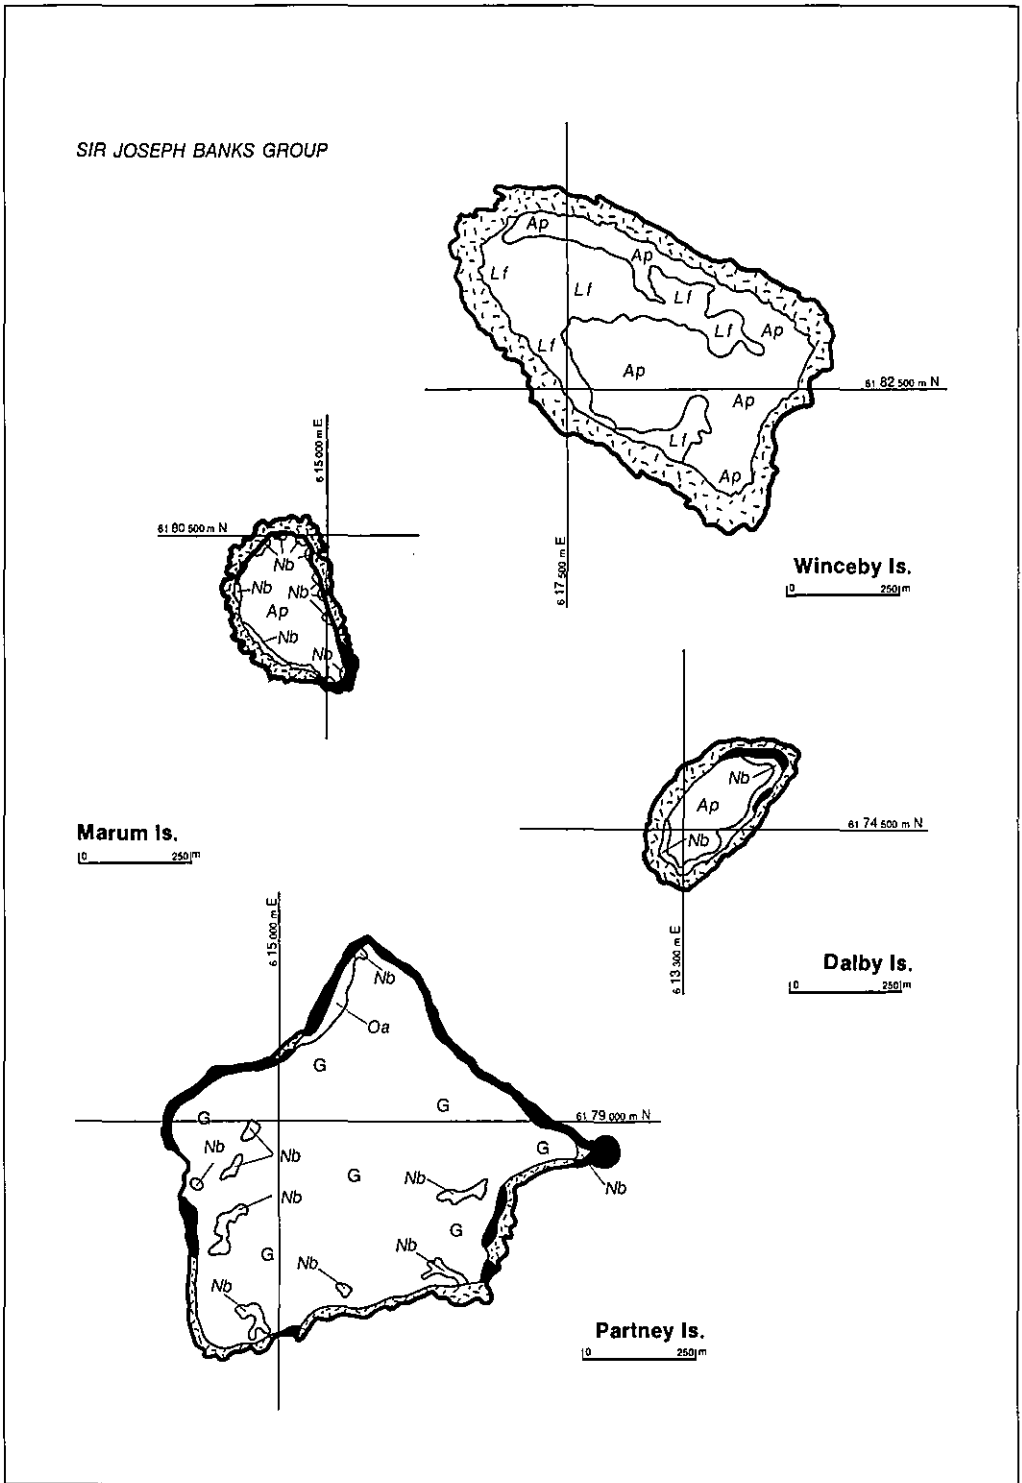 SIR JOSEPH BANKS GROUP
Ap
Ap
Lf
Lf
Lf
Lf
Ap
Lf
Ap
61 82 500 m N
Ap
Lf
Ap
6 17 500 m E
Winceby Is.
0 250 m
6 15 000 m E
61 80 500 m N
Nb
Nb
Nb
Ap
Nb
Nb
Marum Is.
0 250 m
Nb
Ap
61 74 500 m N
Nb
6 13 300 m E
Dalby Is.
0 250 m
6 15 000 m E
Nb
Oa
G
G
61 79 000 m N
G
Nb
Nb
G
G
Nb
Nb
Nb
G
G
Nb
Nb
Nb
Partney Is.
0 250 m